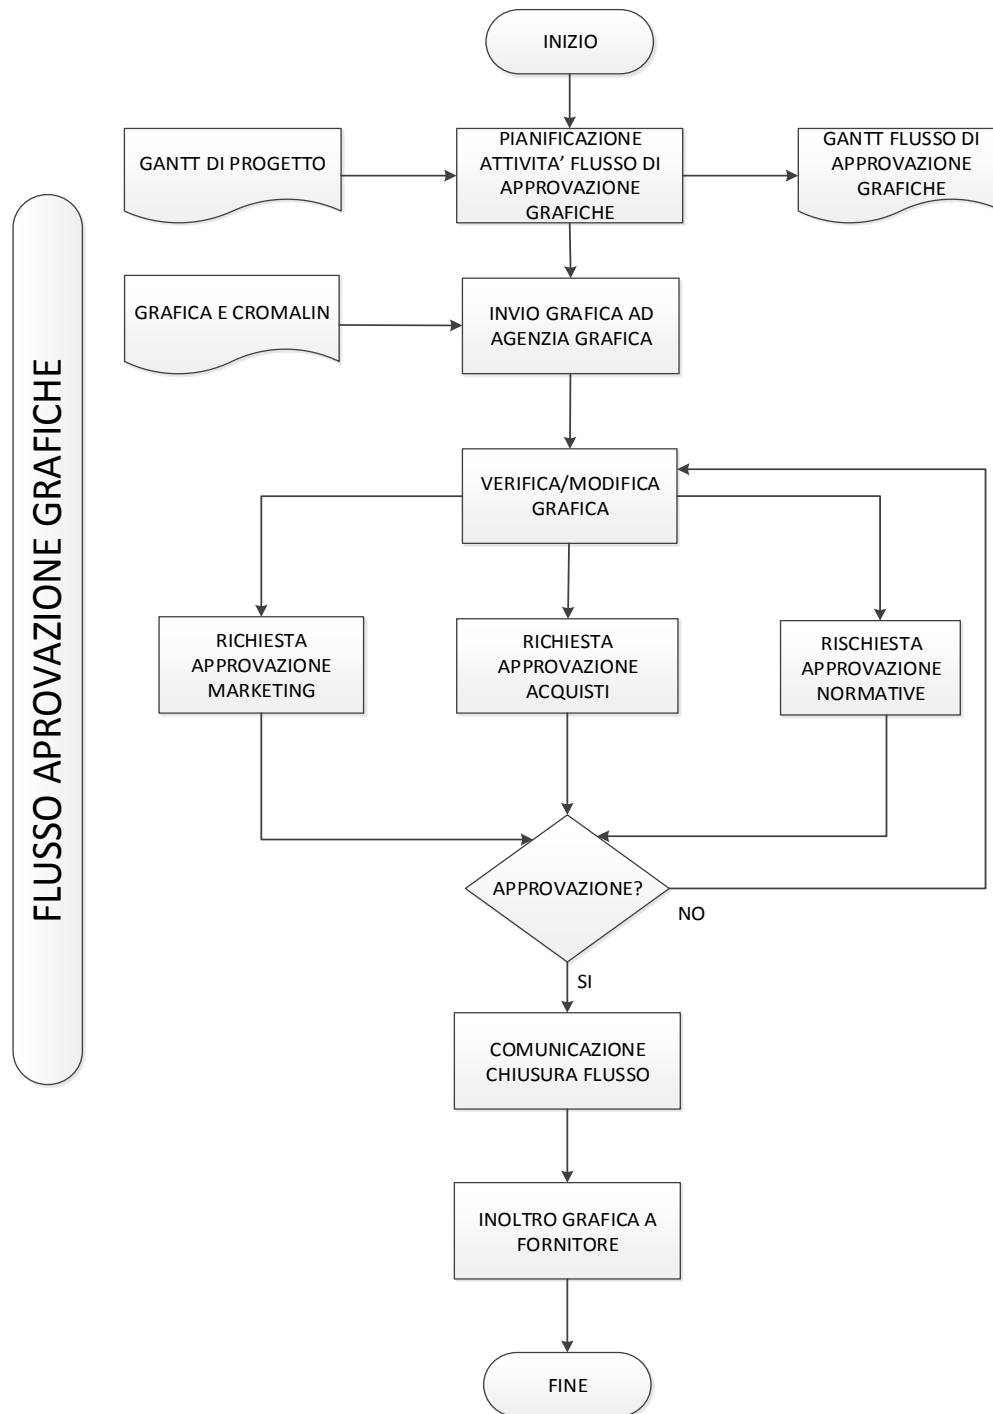 INIZIO
GANTT DI PROGETTO
PIANIFICAZIONE
ATTIVITA’ FLUSSO DI
APPROVAZIONE
GRAFICHE
GANTT FLUSSO DI
APPROVAZIONE
GRAFICHE
GRAFICA E CROMALIN
INVIO GRAFICA AD
AGENZIA GRAFICA
FLUSSO APROVAZIONE GRAFICHE
VERIFICA/MODIFICA
GRAFICA
RICHIESTA
APPROVAZIONE
MARKETING
RICHIESTA
APPROVAZIONE
ACQUISTI
RISCHIESTA
APPROVAZIONE
NORMATIVE
APPROVAZIONE?
NO
SI
COMUNICAZIONE
CHIUSURA FLUSSO
INOLTRO GRAFICA A
FORNITORE
FINE